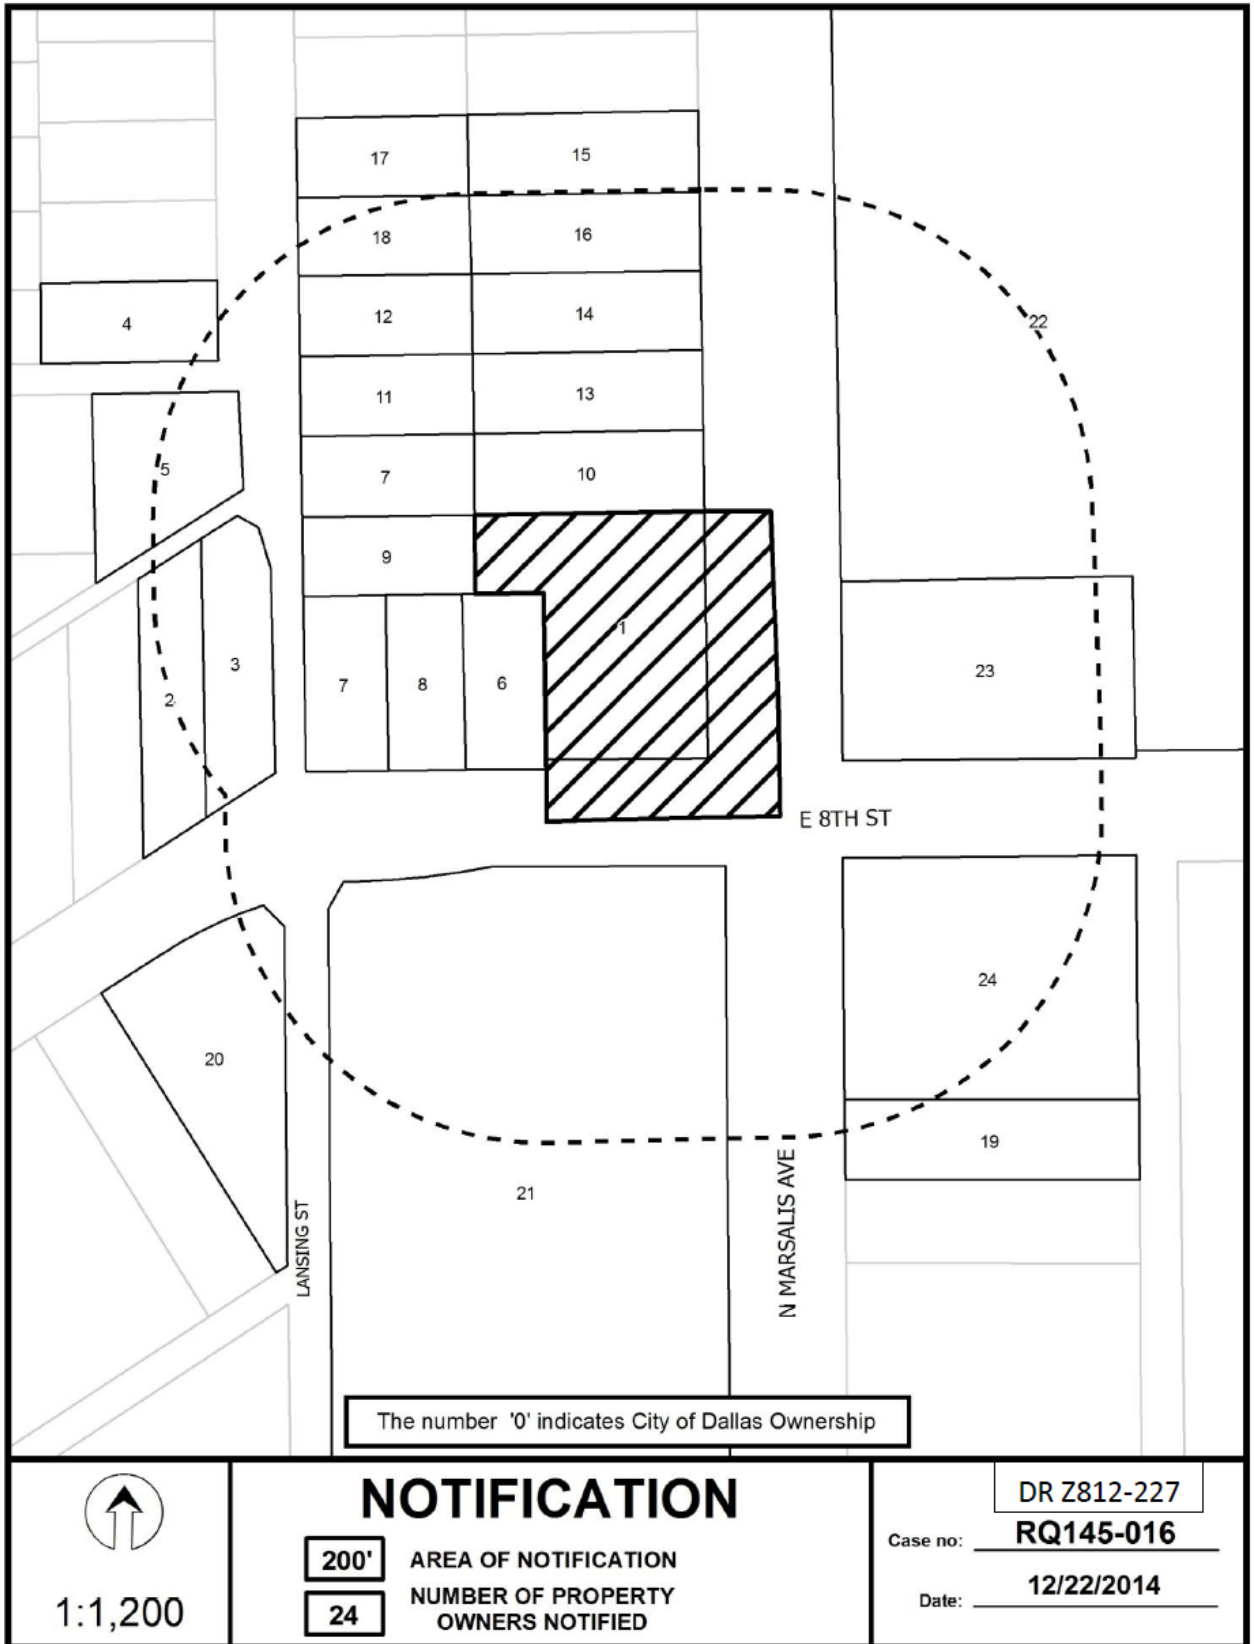 17
15
18
16
4
12
14
22
11
13
5
7
10
9
1
3
7
8
6
23
2
E 8TH ST
24
20
19
21
LANSING ST
N MARSALIS AVE
The number '0' indicates City of Dallas Ownership
1:1,200
NOTIFICATION
200' AREA OF NOTIFICATION
24 NUMBER OF PROPERTY
OWNERS NOTIFIED
DR Z812-227
Case no: RQ145-016
Date: 12/22/2014